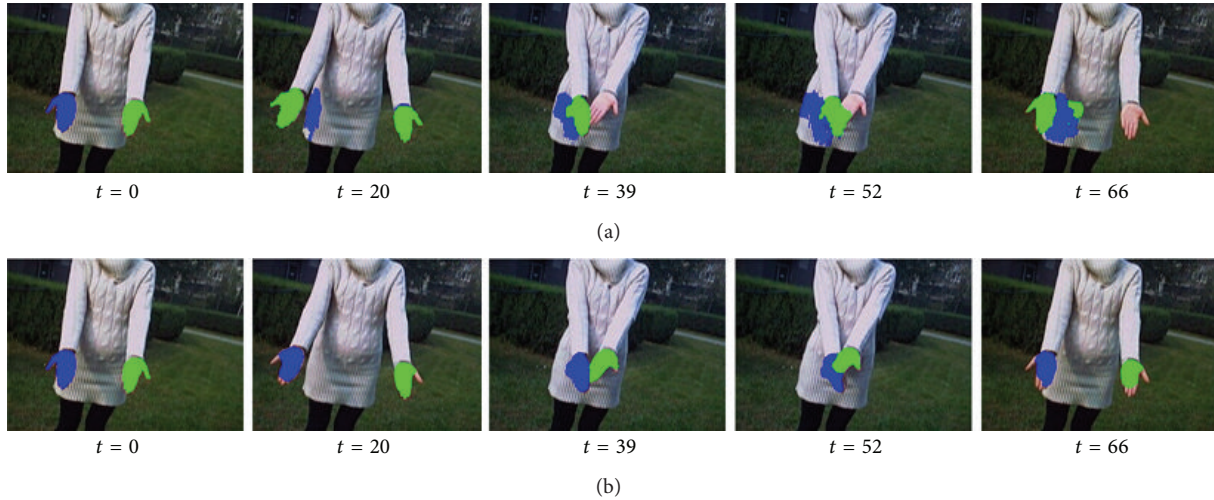 t = 0 t = 20 t = 39 t = 52 t = 66
(a)
t = 0 t = 20 t = 39 t = 52 t = 66
(b)